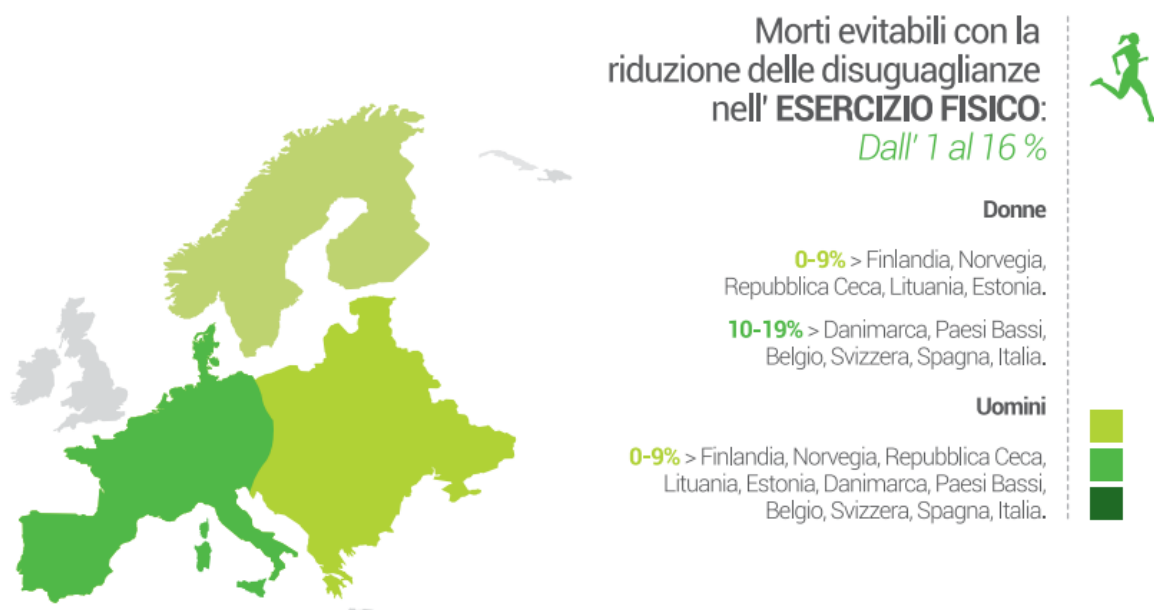 Morti evitabili con la
riduzione delle disuguaglianze
nell' ESERCIZIO FISICO:
Dall' 1 al 16 %
Donne
0-9% > Finlandia, Norvegia,
Repubblica Ceca, Lituania, Estonia.
10-19% > Danimarca, Paesi Bassi,
Belgio, Svizzera, Spagna, Italia.
Uomini
0-9% > Finlandia, Norvegia, Repubblica Ceca,
Lituania, Estonia, Danimarca, Paesi Bassi,
Belgio, Svizzera, Spagna, Italia.